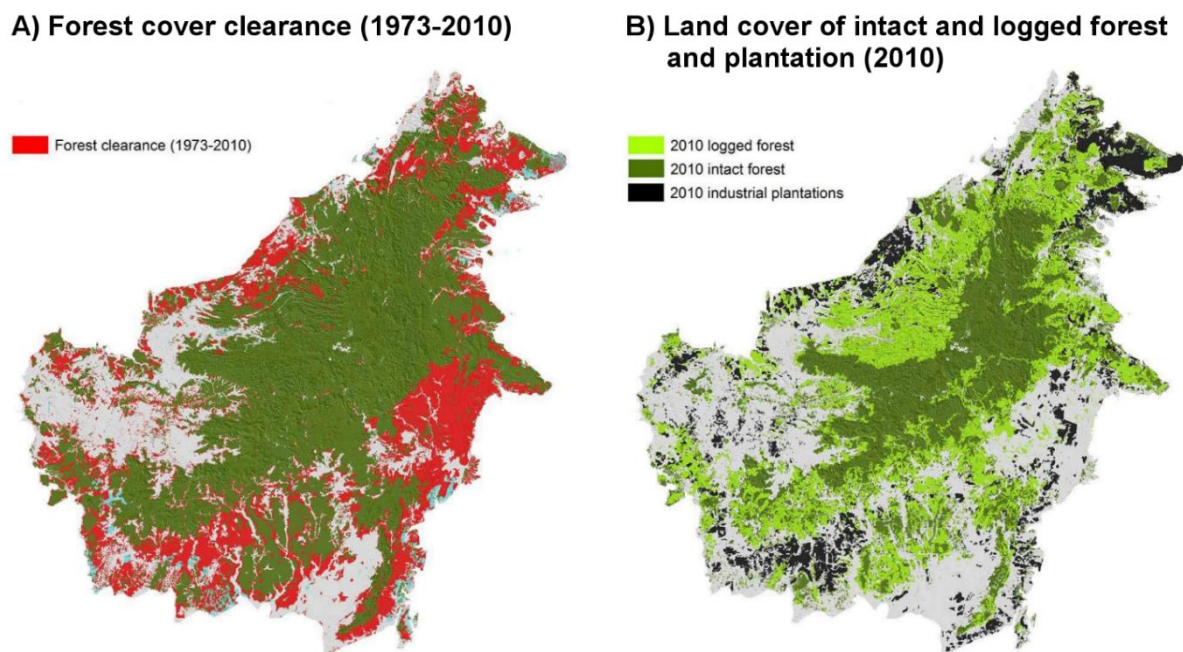 A) Forest cover clearance (1973-2010)
Forest clearance (1973-2010)
B) Land cover of intact and logged forest
and plantation (2010)
2010 logged forest
2010 intact forest
2010 industrial plantations